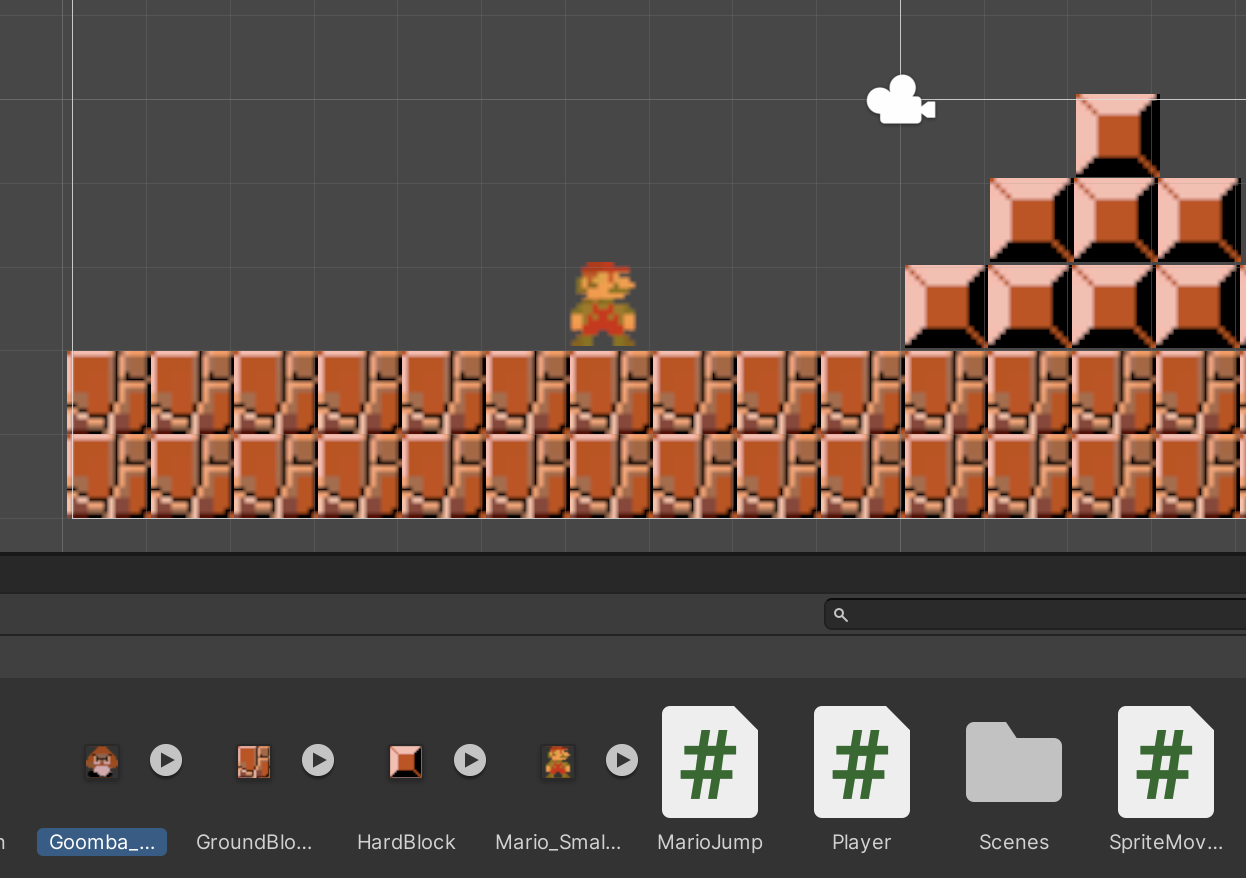 n
Goomba_...
GroundBlo...
HardBlock
Mario_Smal...
MarioJump
Player
Scenes
SpriteMov...